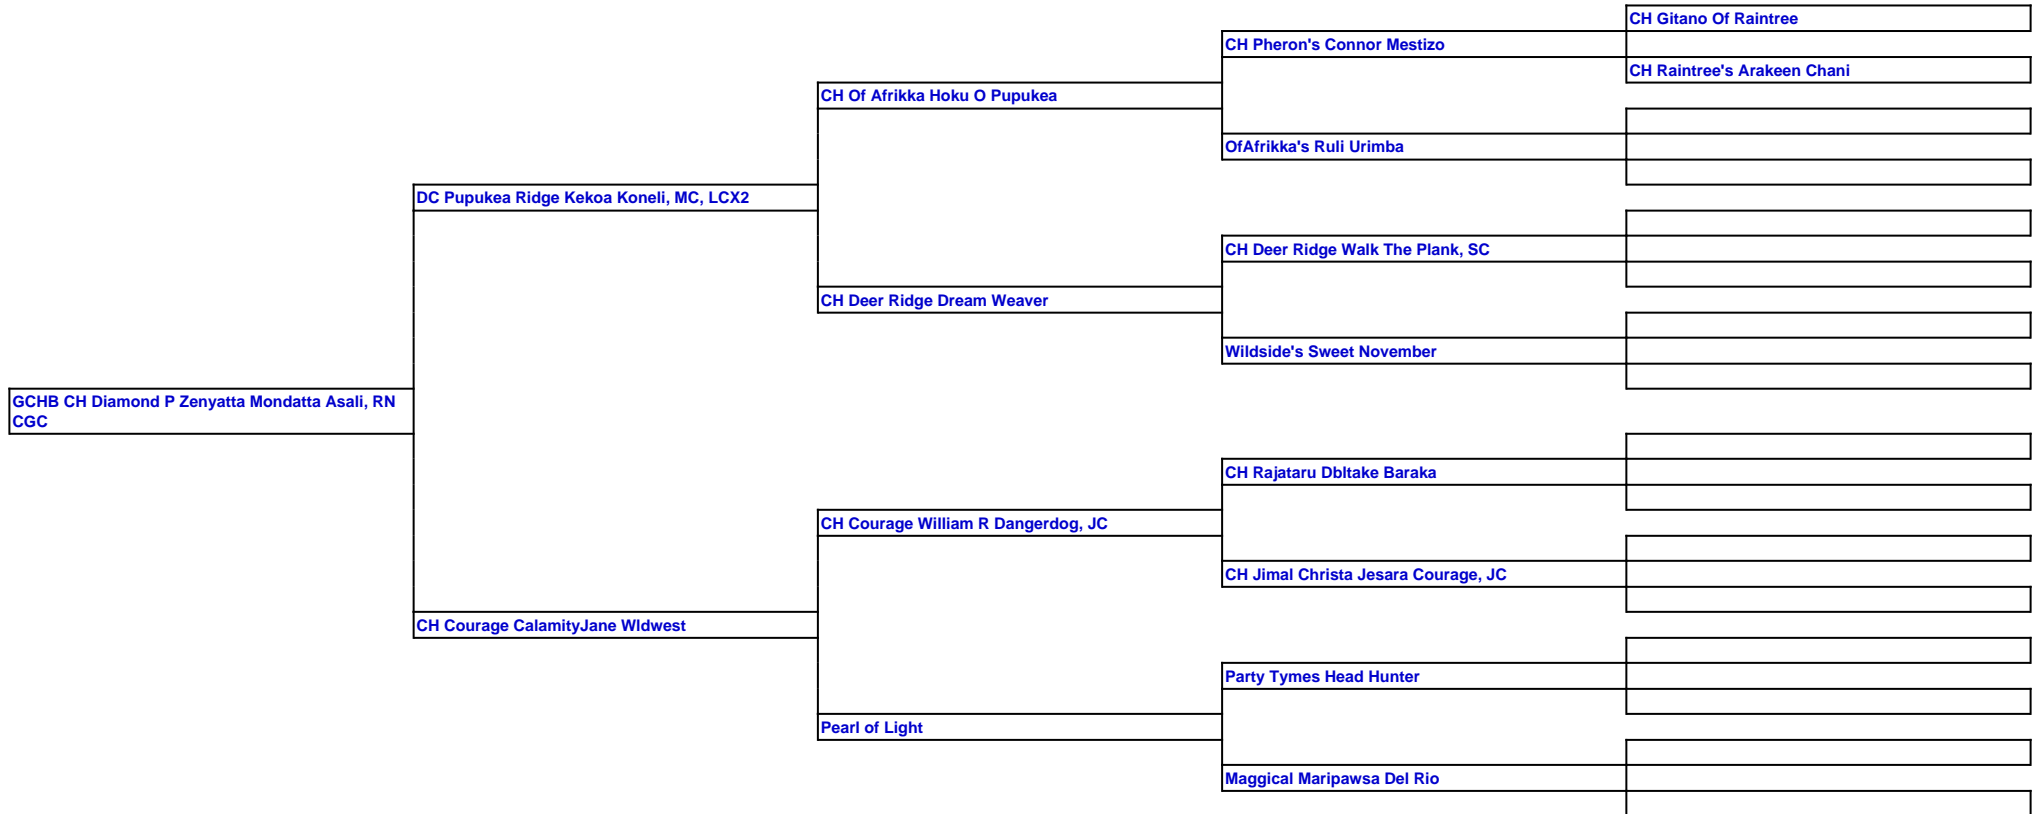 CH Gitano Of Raintree
CH Pheron's Connor Mestizo
CH Raintree's Arakeen Chani
CH Of Afrikka Hoku O Pupukea
OfAfrikka's Ruli Urimba
DC Pupukea Ridge Kekoa Koneli, MC, LCX2
CH Deer Ridge Walk The Plank, SC
CH Deer Ridge Dream Weaver
Wildside's Sweet November
GCHB CH Diamond P Zenyatta Mondatta Asali, RN
CGC
CH Rajataru Dbltake Baraka
CH Courage William R Dangerdog, JC
CH Jimal Christa Jesara Courage, JC
CH Courage CalamityJane Wldwest
Party Tymes Head Hunter
Pearl of Light
Maggical Maripawsa Del Rio